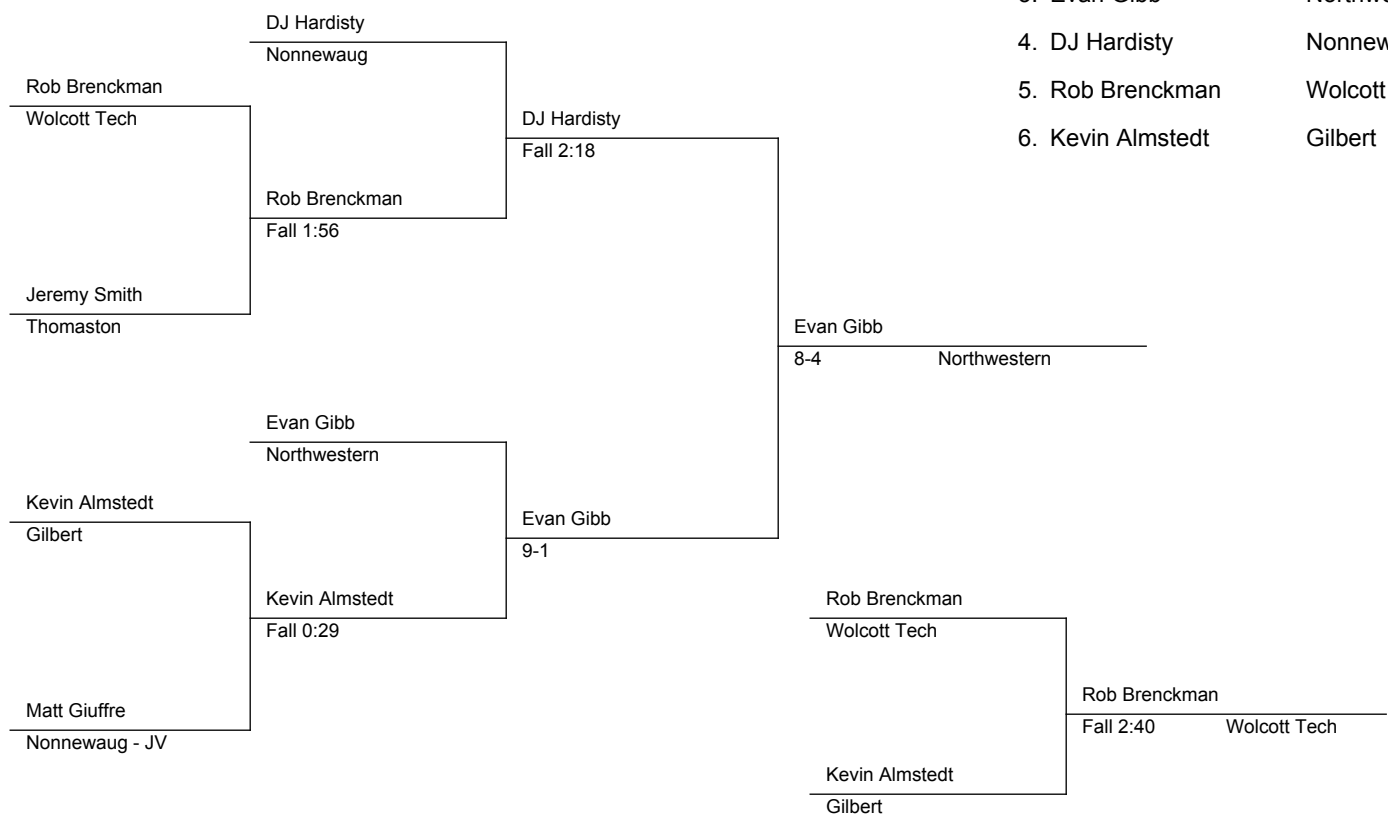 4. DJ Hardisty Nonnew
5. Rob Brenckman Wolcott
6. Kevin Almstedt Gilbert
DJ Hardisty
Nonnewaug
Rob Brenckman
Wolcott Tech
DJ Hardisty
Fall 2:18
Rob Brenckman
Fall 1:56
Jeremy Smith
Thomaston
Evan Gibb
8-4 Northwestern
Evan Gibb
Northwestern
Kevin Almstedt
Gilbert
Evan Gibb
9-1
Kevin Almstedt
Fall 0:29
Matt Giuffre
Nonnewaug - JV
Rob Brenckman
Wolcott Tech
Rob Brenckman
Fall 2:40 Wolcott Tech
Kevin Almstedt
Gilbert